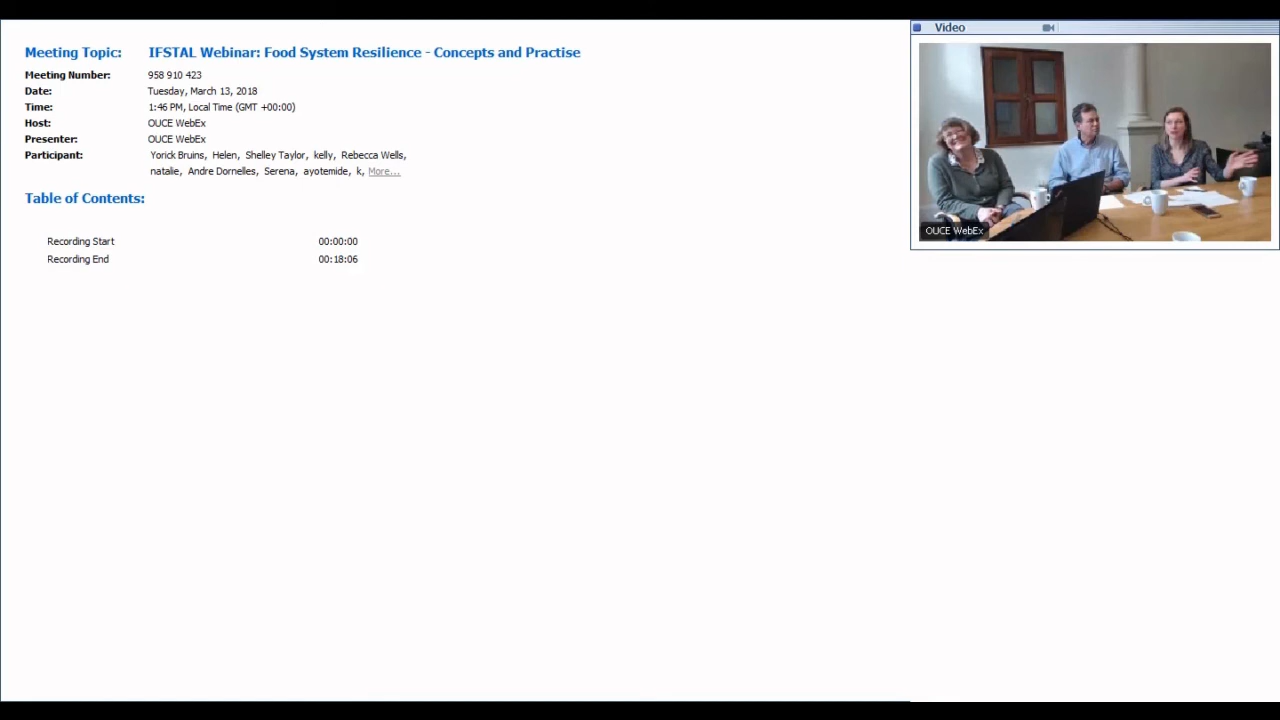 Meeting Topic: IFSTAL Webinar: Food System Resilience - Concepts and Practise
Meeting Number: 958 910 423
Date: Tuesday, March 13, 2018
Time: 1:46 PM, Local Time (GMT +00:00)
Host: OUCE WebEx
Presenter: OUCE WebEx
Participant: Yorick Bruins, Helen, Shelley Taylor, kelly, Rebecca Wells,
natalie, Andre Dornelles, Serena, ayotemide, k, More...
Table of Contents:
Recording Start 00:00:00
Recording End 00:18:06
Video
OUCE WebEx